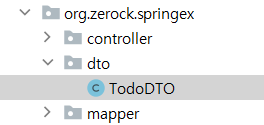 org.zerock.springex
controller
dto
C TodoDTO
mapper